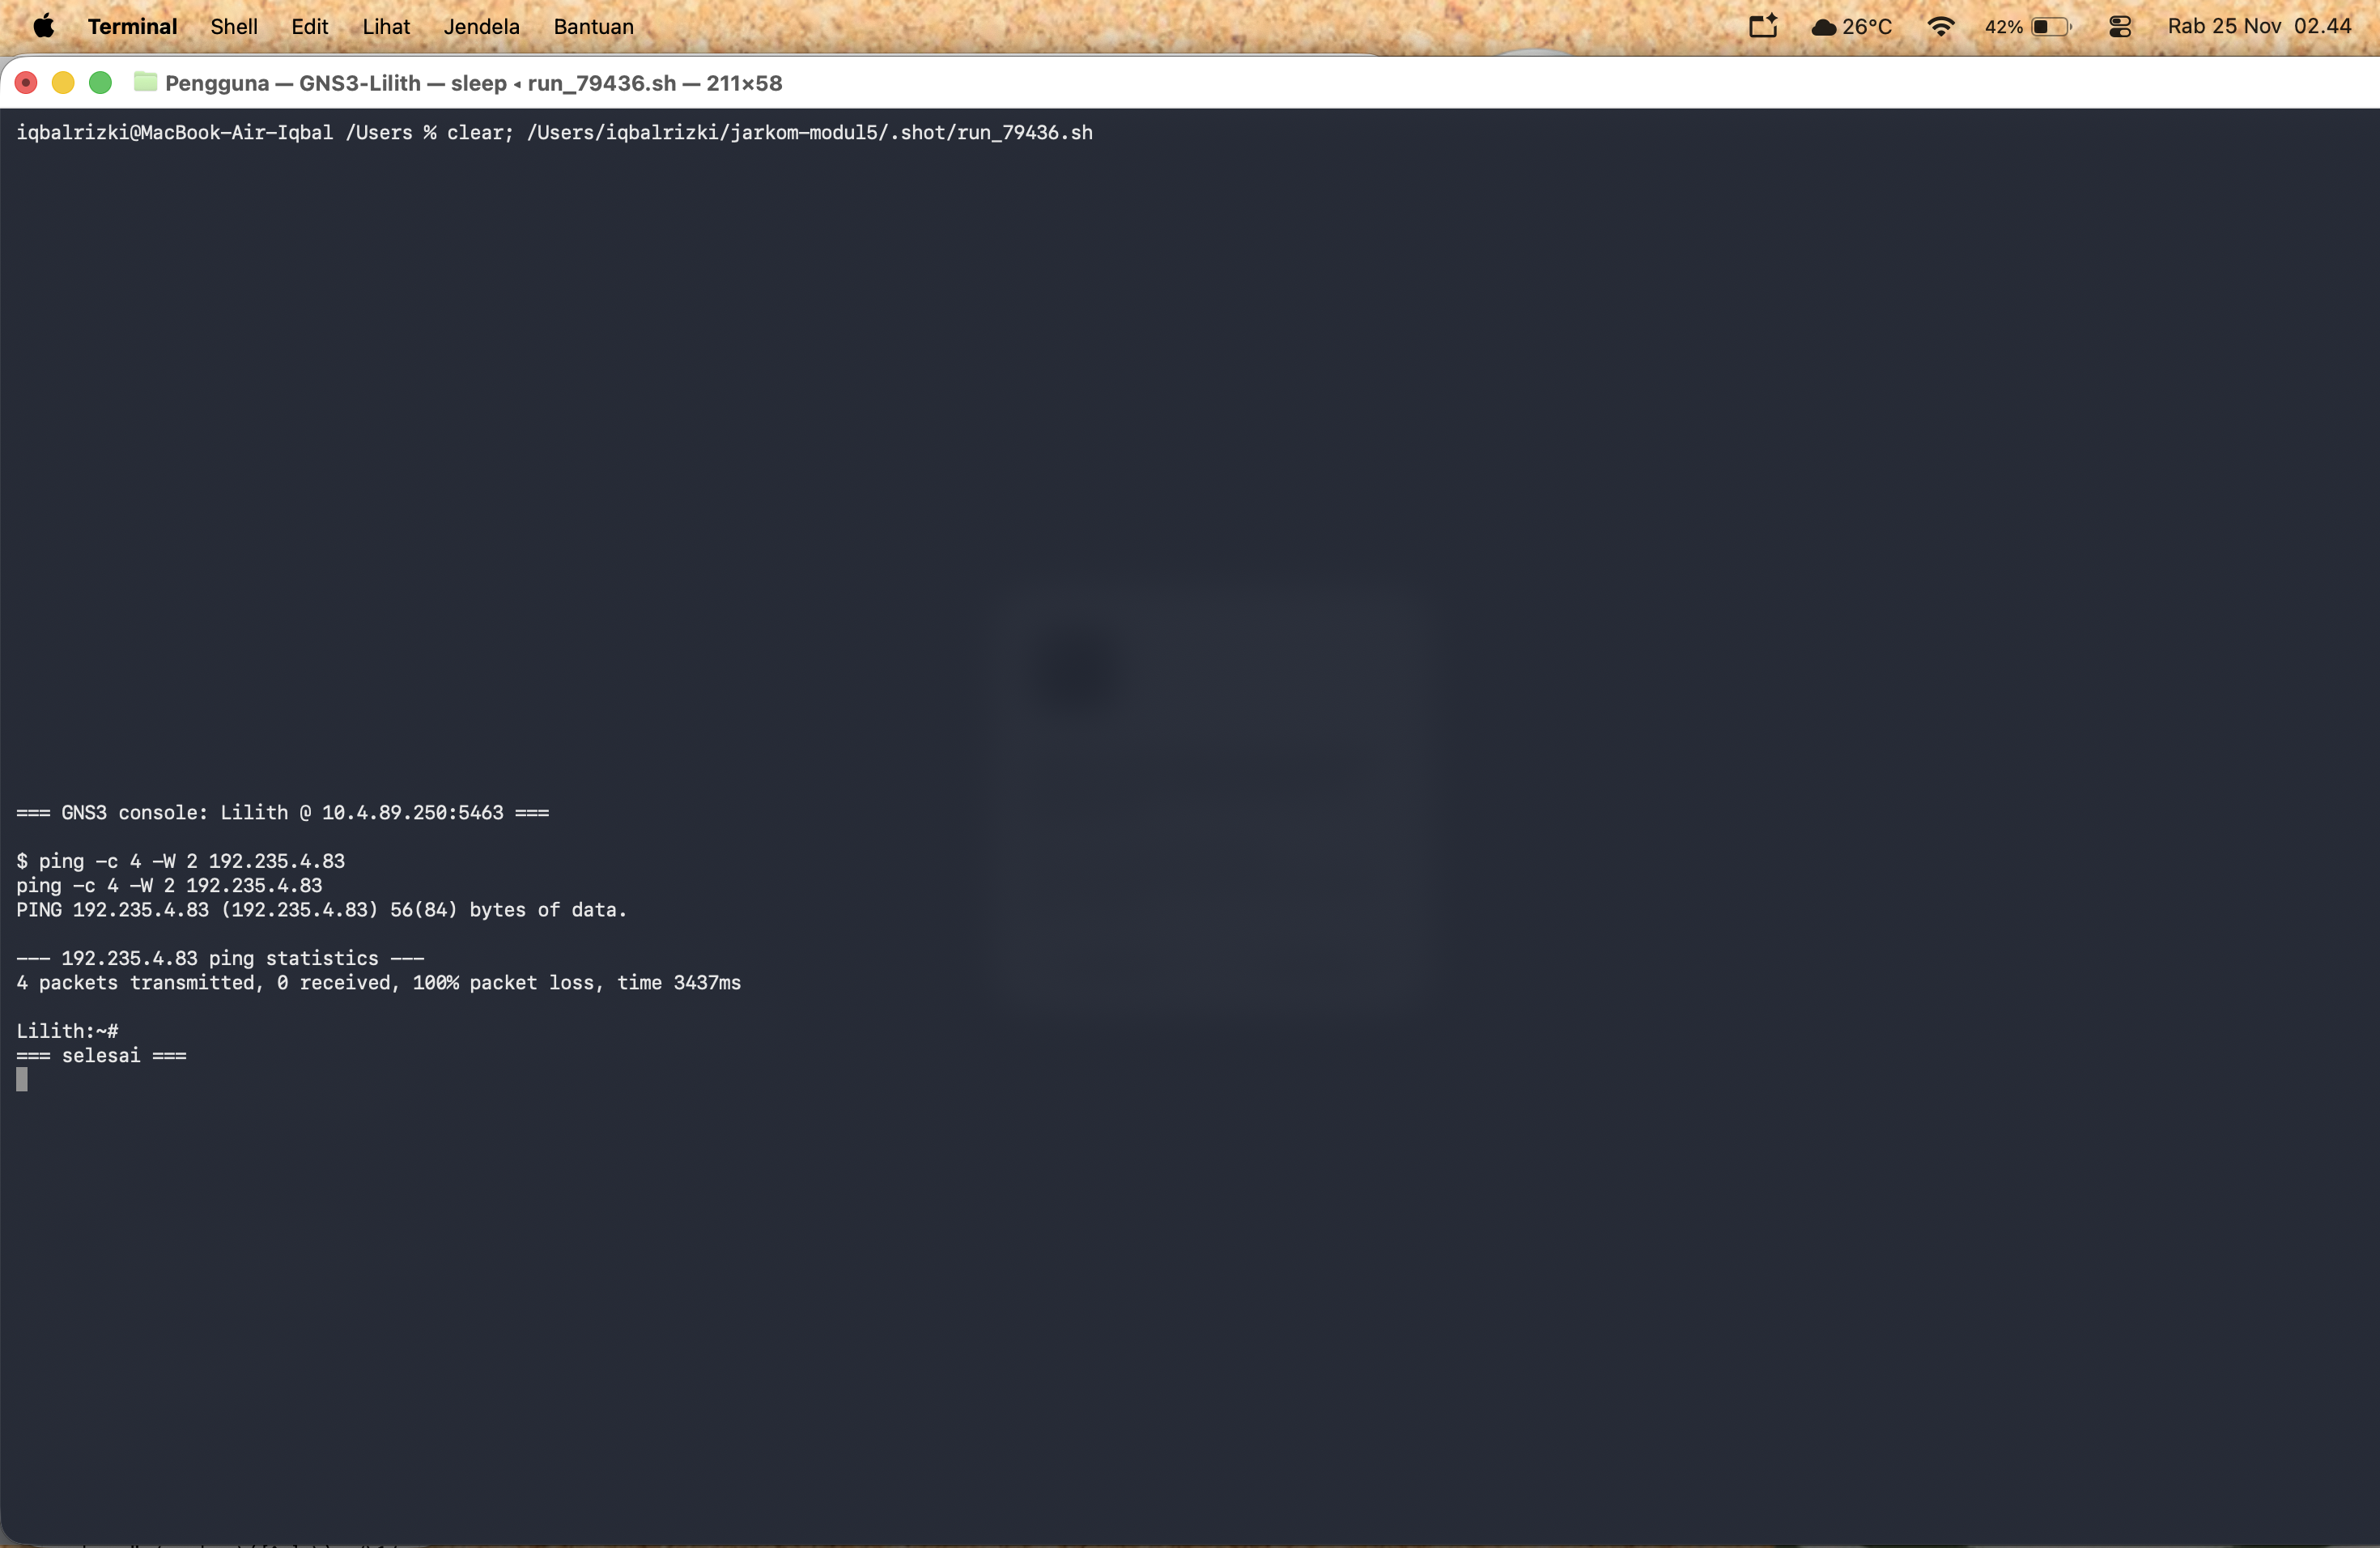 Terminal Shell Edit Lihat Jendela Bantuan 26°C 42% Rab 25 Nov 02.44
Pengguna — GNS3-Lilith — sleep ◂ run_79436.sh — 211×58
iqbalrizki@MacBook-Air-Iqbal /Users % clear; /Users/iqbalrizki/jarkom-modul5/.shot/run_79436.sh
=== GNS3 console: Lilith @ 10.4.89.250:5463 ===
$ ping -c 4 -W 2 192.235.4.83
ping -c 4 -W 2 192.235.4.83
PING 192.235.4.83 (192.235.4.83) 56(84) bytes of data.
--- 192.235.4.83 ping statistics ---
4 packets transmitted, 0 received, 100% packet loss, time 3437ms
Lilith:~#
=== selesai ===